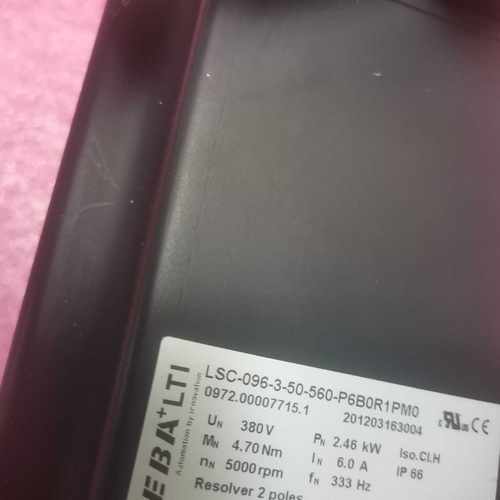 EBA+LTI
Automation by innovation
LSC-096-3-50-560-P6B0R1PM0
0972.00007715.1 201203163004
UN 380V PN 2.46 kW Iso.Cl.H
MN 4.70 Nm IN 6.0 A IP 66
nN 5000 rpm fN 333 Hz
Resolver 2 poles